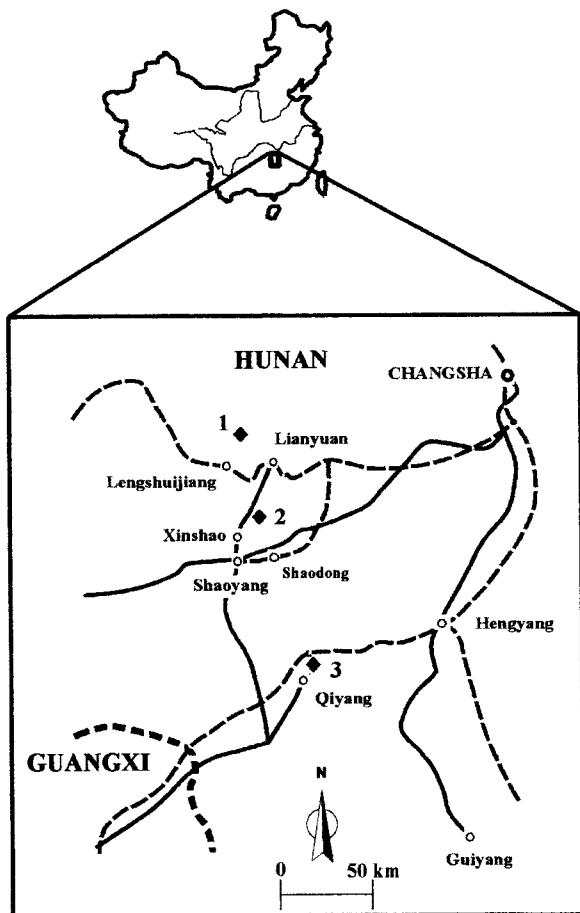 HUNAN
CHANGSHA
1
Lianyuan
Lengshuijiang
2
Xinshao
Shaoyang
Shaodong
Hengyang
3
Qiyang
GUANGXI
N
Guiyang
0 50 km